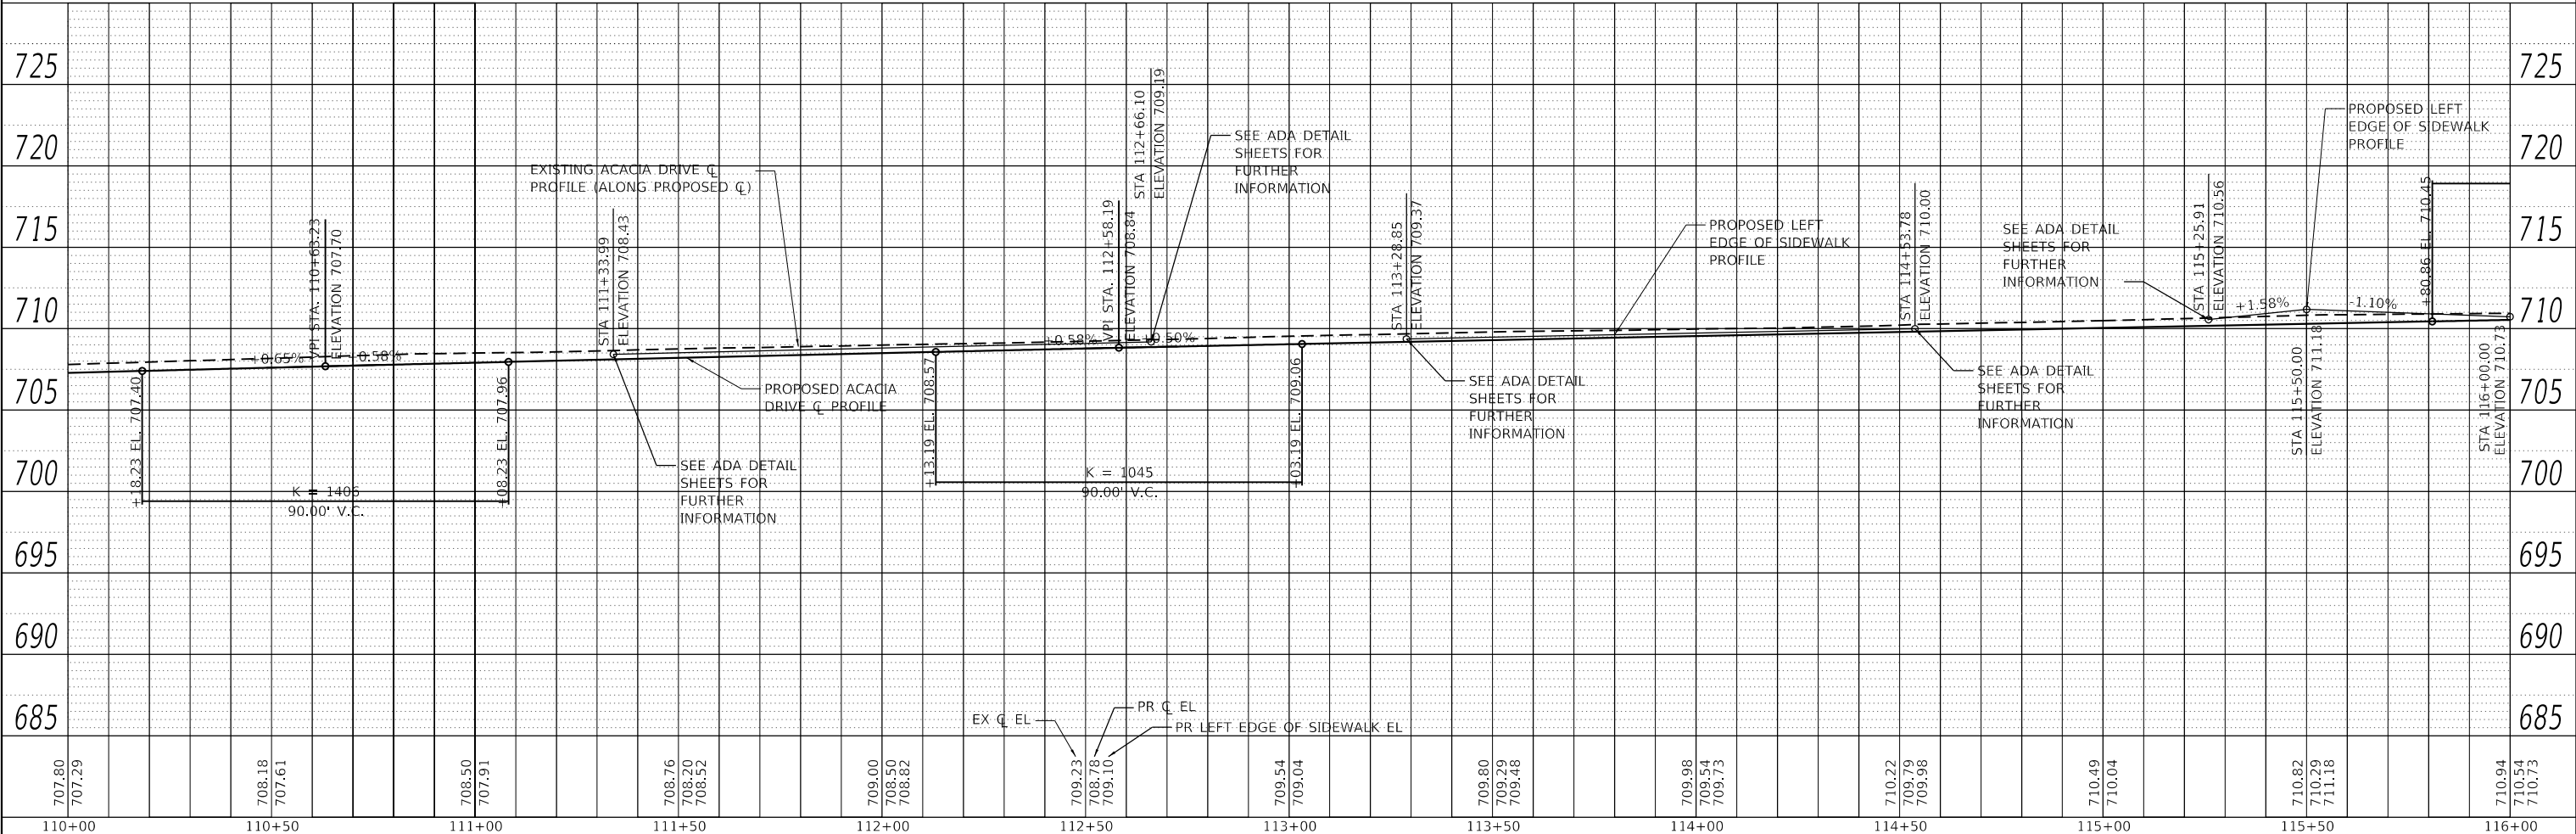 725
720
715
710
705
700
695
690
685
725
720
715
710
705
700
695
690
685
+18.23 EL. 707.40
K = 1406
90.00' V.C.
+08.23 EL. 707.96
+0.65%
VPI STA. 110+63.23
ELEVATION 707.70
+0.58%
EXISTING ACACIA DRIVE ℄
PROFILE (ALONG PROPOSED ℄)
STA 111+33.99
ELEVATION 708.43
SEE ADA DETAIL
SHEETS FOR
FURTHER
INFORMATION
PROPOSED ACACIA
DRIVE ℄ PROFILE
+13.19 EL. 708.57
K = 1045
90.00' V.C.
+03.19 EL. 709.06
+0.58%
VPI STA. 112+58.19
ELEVATION 708.84
+0.50%
STA 112+66.10
ELEVATION 709.19
SEE ADA DETAIL
SHEETS FOR
FURTHER
INFORMATION
STA 113+28.85
ELEVATION 709.37
SEE ADA DETAIL
SHEETS FOR
FURTHER
INFORMATION
PROPOSED LEFT
EDGE OF SIDEWALK
PROFILE
STA 114+53.78
ELEVATION 710.00
SEE ADA DETAIL
SHEETS FOR
FURTHER
INFORMATION
SEE ADA DETAIL
SHEETS FOR
FURTHER
INFORMATION
STA 115+25.91
ELEVATION 710.56
+1.58%
-1.10%
PROPOSED LEFT
EDGE OF SIDEWALK
PROFILE
STA 115+50.00
ELEVATION 711.18
+80.86 EL. 710.45
STA 116+00.00
ELEVATION 710.73
EX ℄ EL
PR ℄ EL
PR LEFT EDGE OF SIDEWALK EL
707.80
707.29
708.18
707.61
708.50
707.91
708.76
708.20
708.52
709.00
708.50
708.82
709.23
708.78
709.10
709.54
709.04
709.80
709.29
709.48
709.98
709.54
709.73
710.22
709.79
709.98
710.49
710.04
710.82
710.29
711.18
710.94
710.54
710.73
110+00
110+50
111+00
111+50
112+00
112+50
113+00
113+50
114+00
114+50
115+00
115+50
116+00